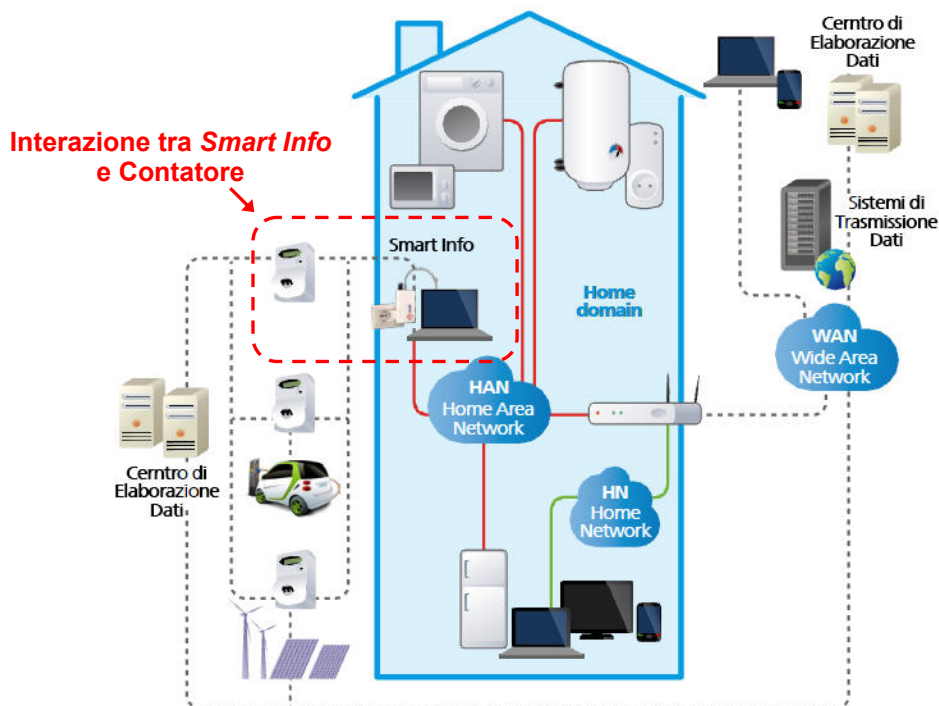 Interazione tra Smart Info
e Contatore
Smart Info
Home
domain
HAN
Home Area
Network
HN
Home
Network
Cerntro di
Elaborazione
Dati
Cerntro di
Elaborazione
Dati
Sistemi di
Trasmissione
Dati
WAN
Wide Area
Network